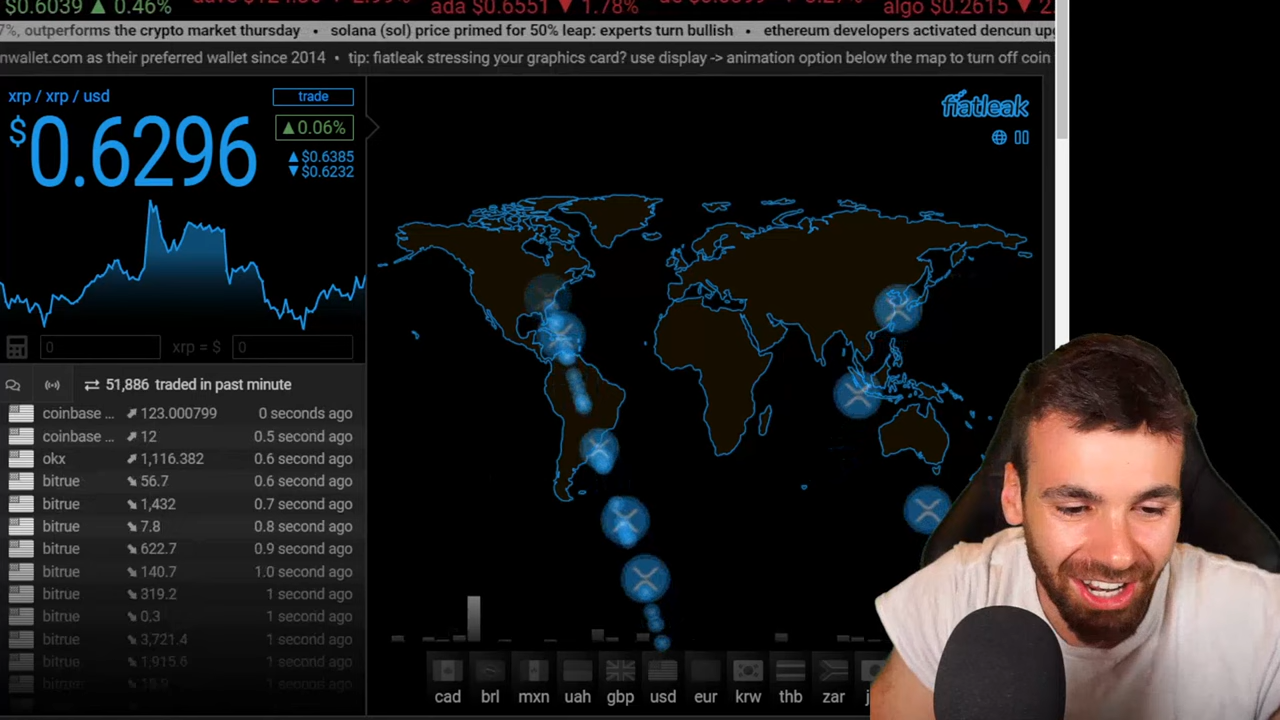 $0.6039 ▲ 0.46%
ada $0.6551 ▼ 1.78%
algo $0.2615 ▼
7%, outperforms the crypto market thursday • solana (sol) price primed for 50% leap: experts turn bullish • ethereum developers activated dencun upg
nwallet.com as their preferred wallet since 2014 • tip: fiatleak stressing your graphics card? use display -> animation option below the map to turn off coin
xrp / xrp / usd
trade
$0.6296
▲0.06%
▲$0.6385
▼$0.6232
fiatleak
0 xrp = $ 0
51,886 traded in past minute
coinbase ... 123.000799 0 seconds ago
coinbase ... 12 0.5 second ago
okx 1,116.382 0.6 second ago
bitrue 56.7 0.6 second ago
bitrue 1,432 0.7 second ago
bitrue 7.8 0.8 second ago
bitrue 622.7 0.9 second ago
bitrue 140.7 1.0 second ago
bitrue 319.2 1 second ago
bitrue 0.3 1 second ago
bitrue 3,721.4 1 second ago
bitrue 1,915.6 1 second ago
bitrue 1 second ago
cad brl mxn uah gbp usd eur krw thb zar